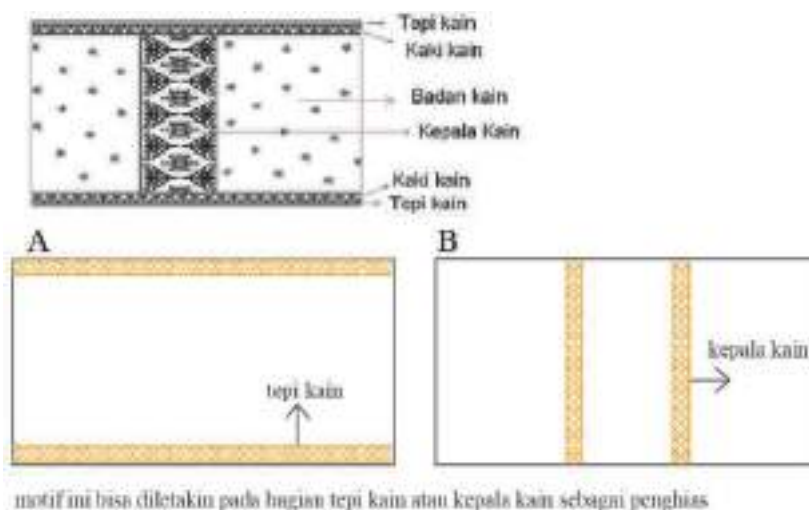 Tepi kain
Kaki kain
Badan kain
Kepala Kain
Kaki kain
Tepi kain
A
B
tepi kain
kepala kain
motif ini bisa diletakin pada bagian tepi kain atau kepala kain sebagai penghias